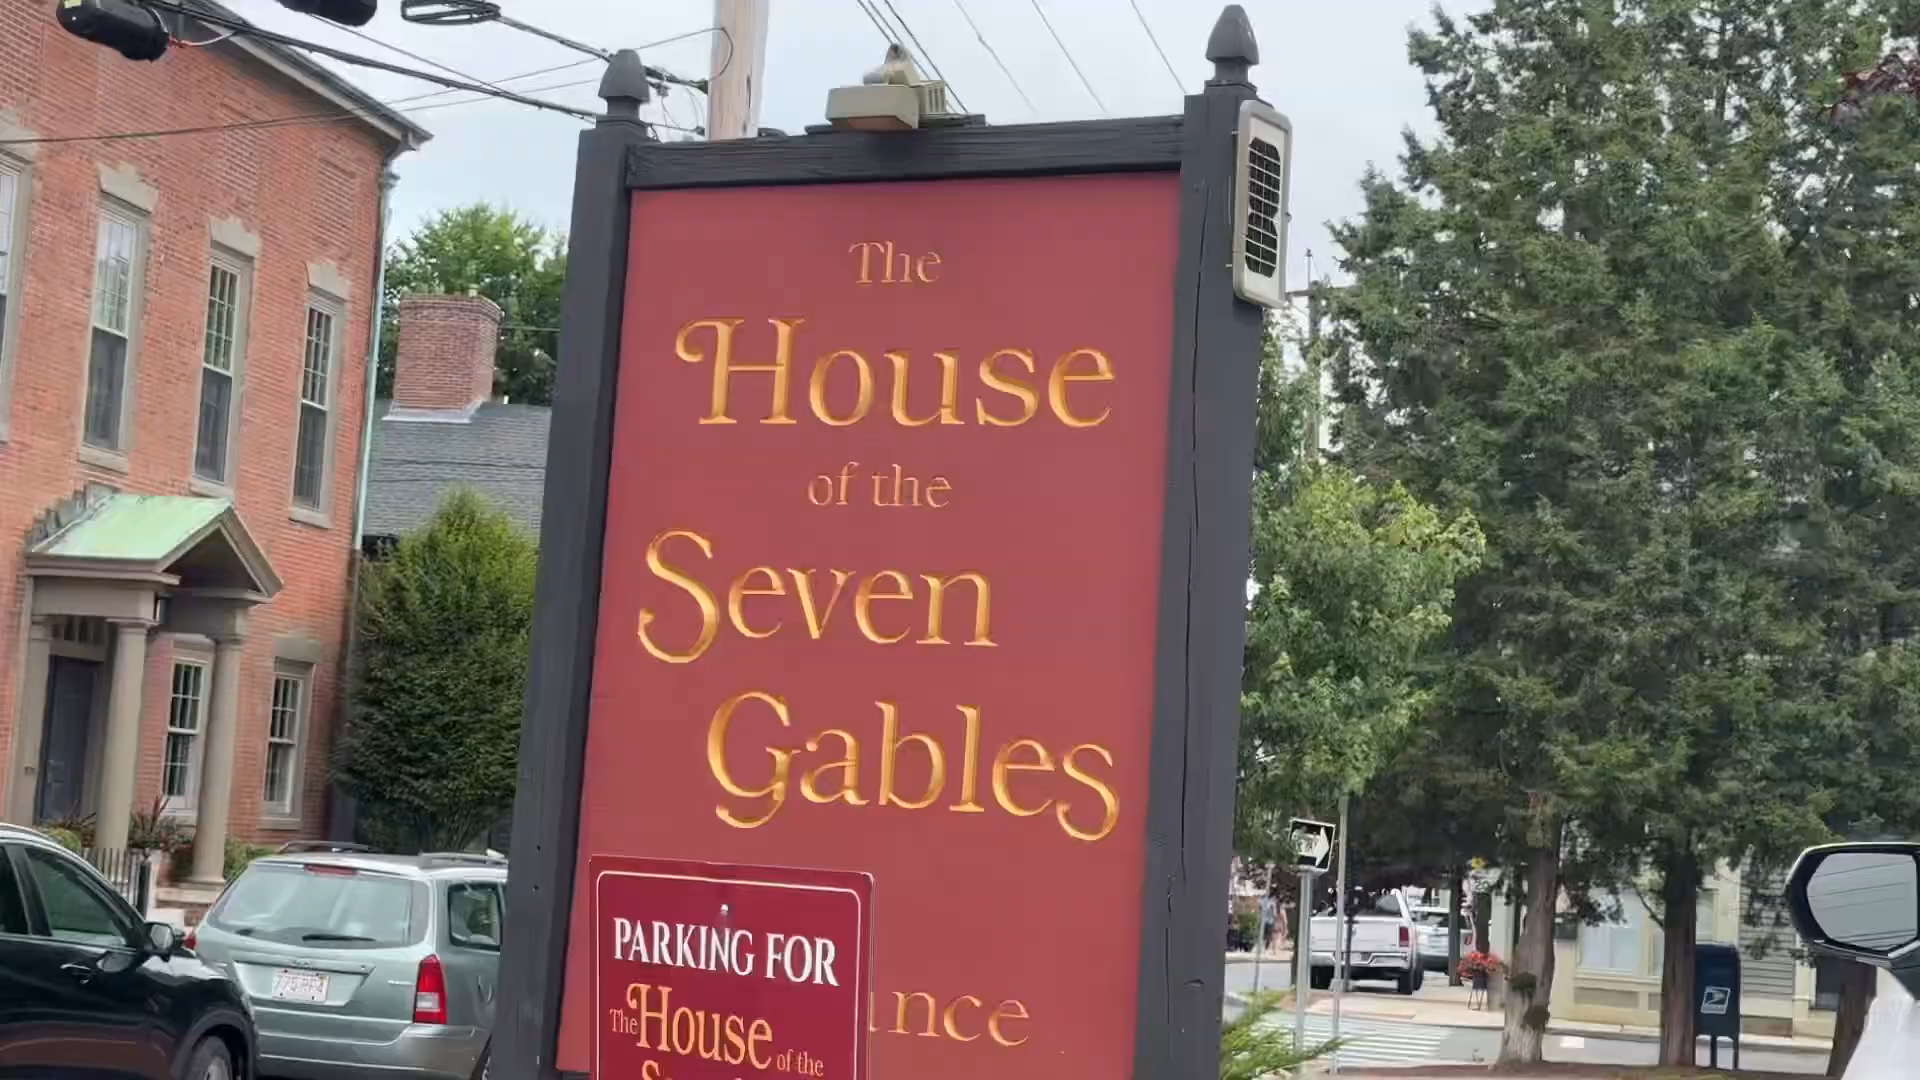 The
House
of the
Seven
Gables
PARKING FOR
The House of the